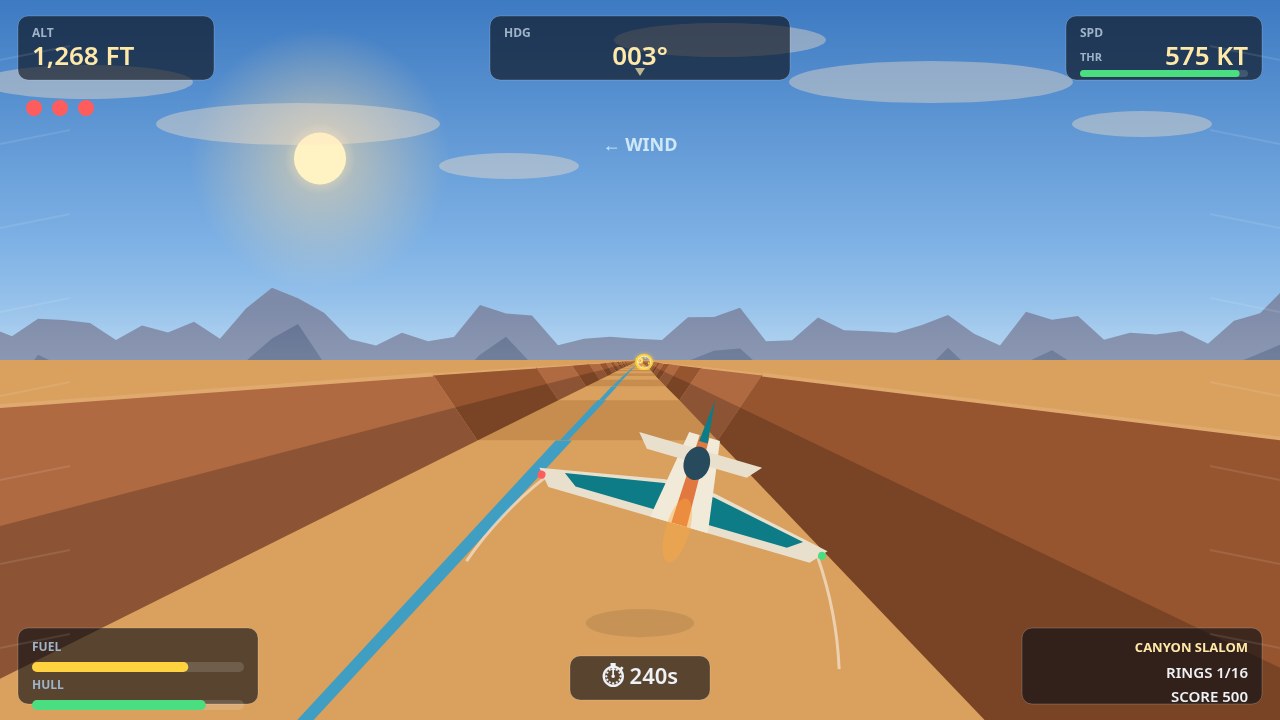 ALT
1,268 FT
HDG
003°
SPD
THR
575 KT
← WIND
FUEL
HULL
⏱ 240s
CANYON SLALOM
RINGS 1/16
SCORE 500